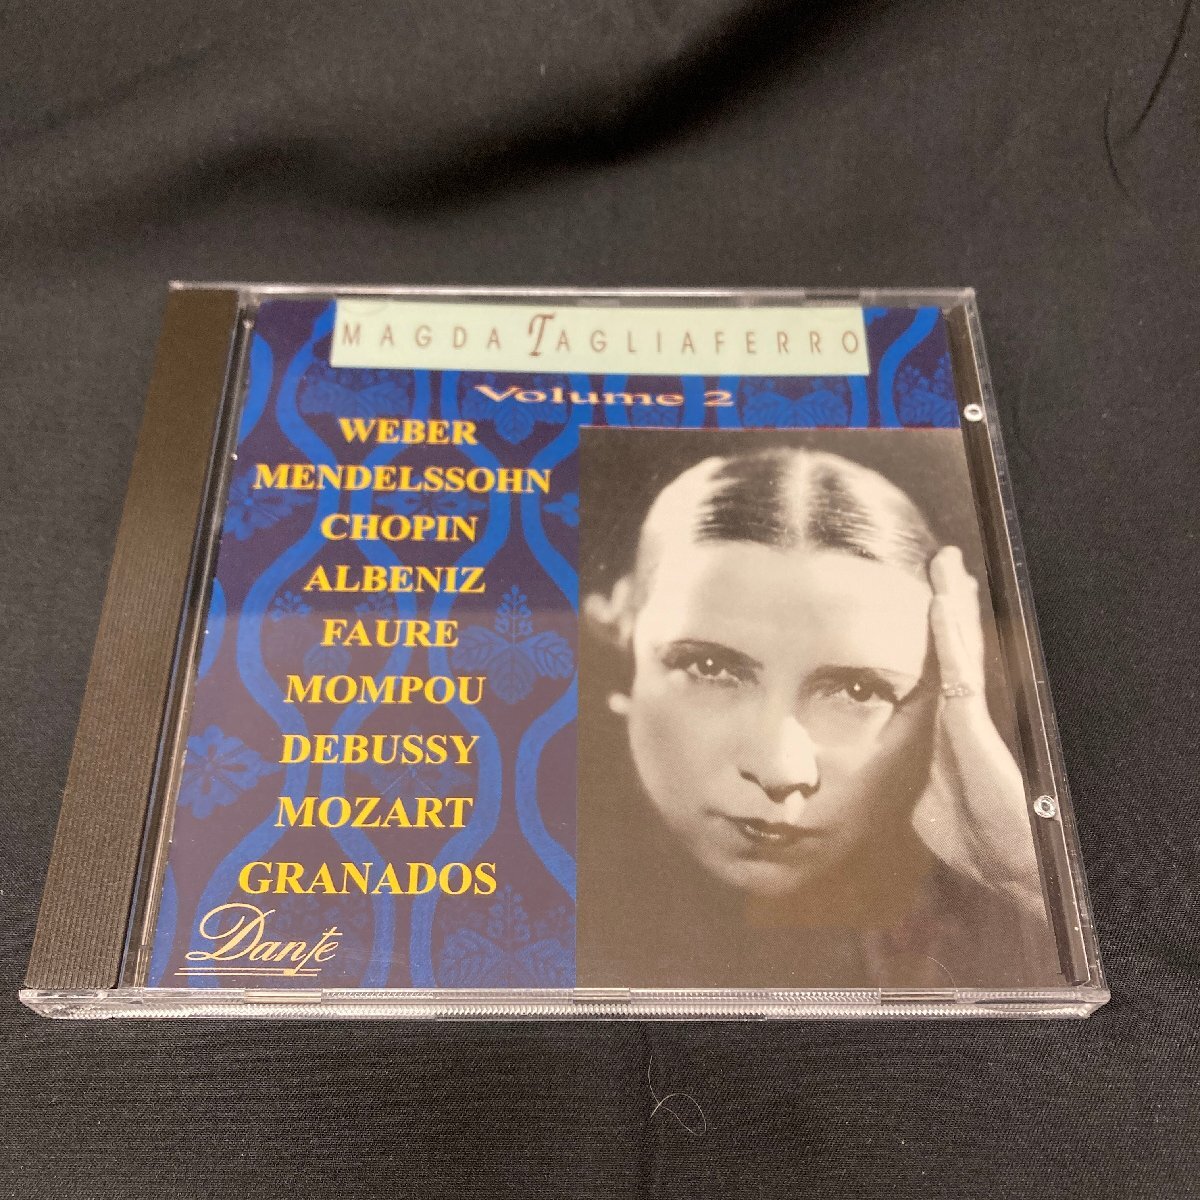 MAGDA TAGLIAFERRO
Volume 2
WEBER
MENDELSSOHN
CHOPIN
ALBENIZ
FAURE
MOMPOU
DEBUSSY
MOZART
GRANADOS
Dante